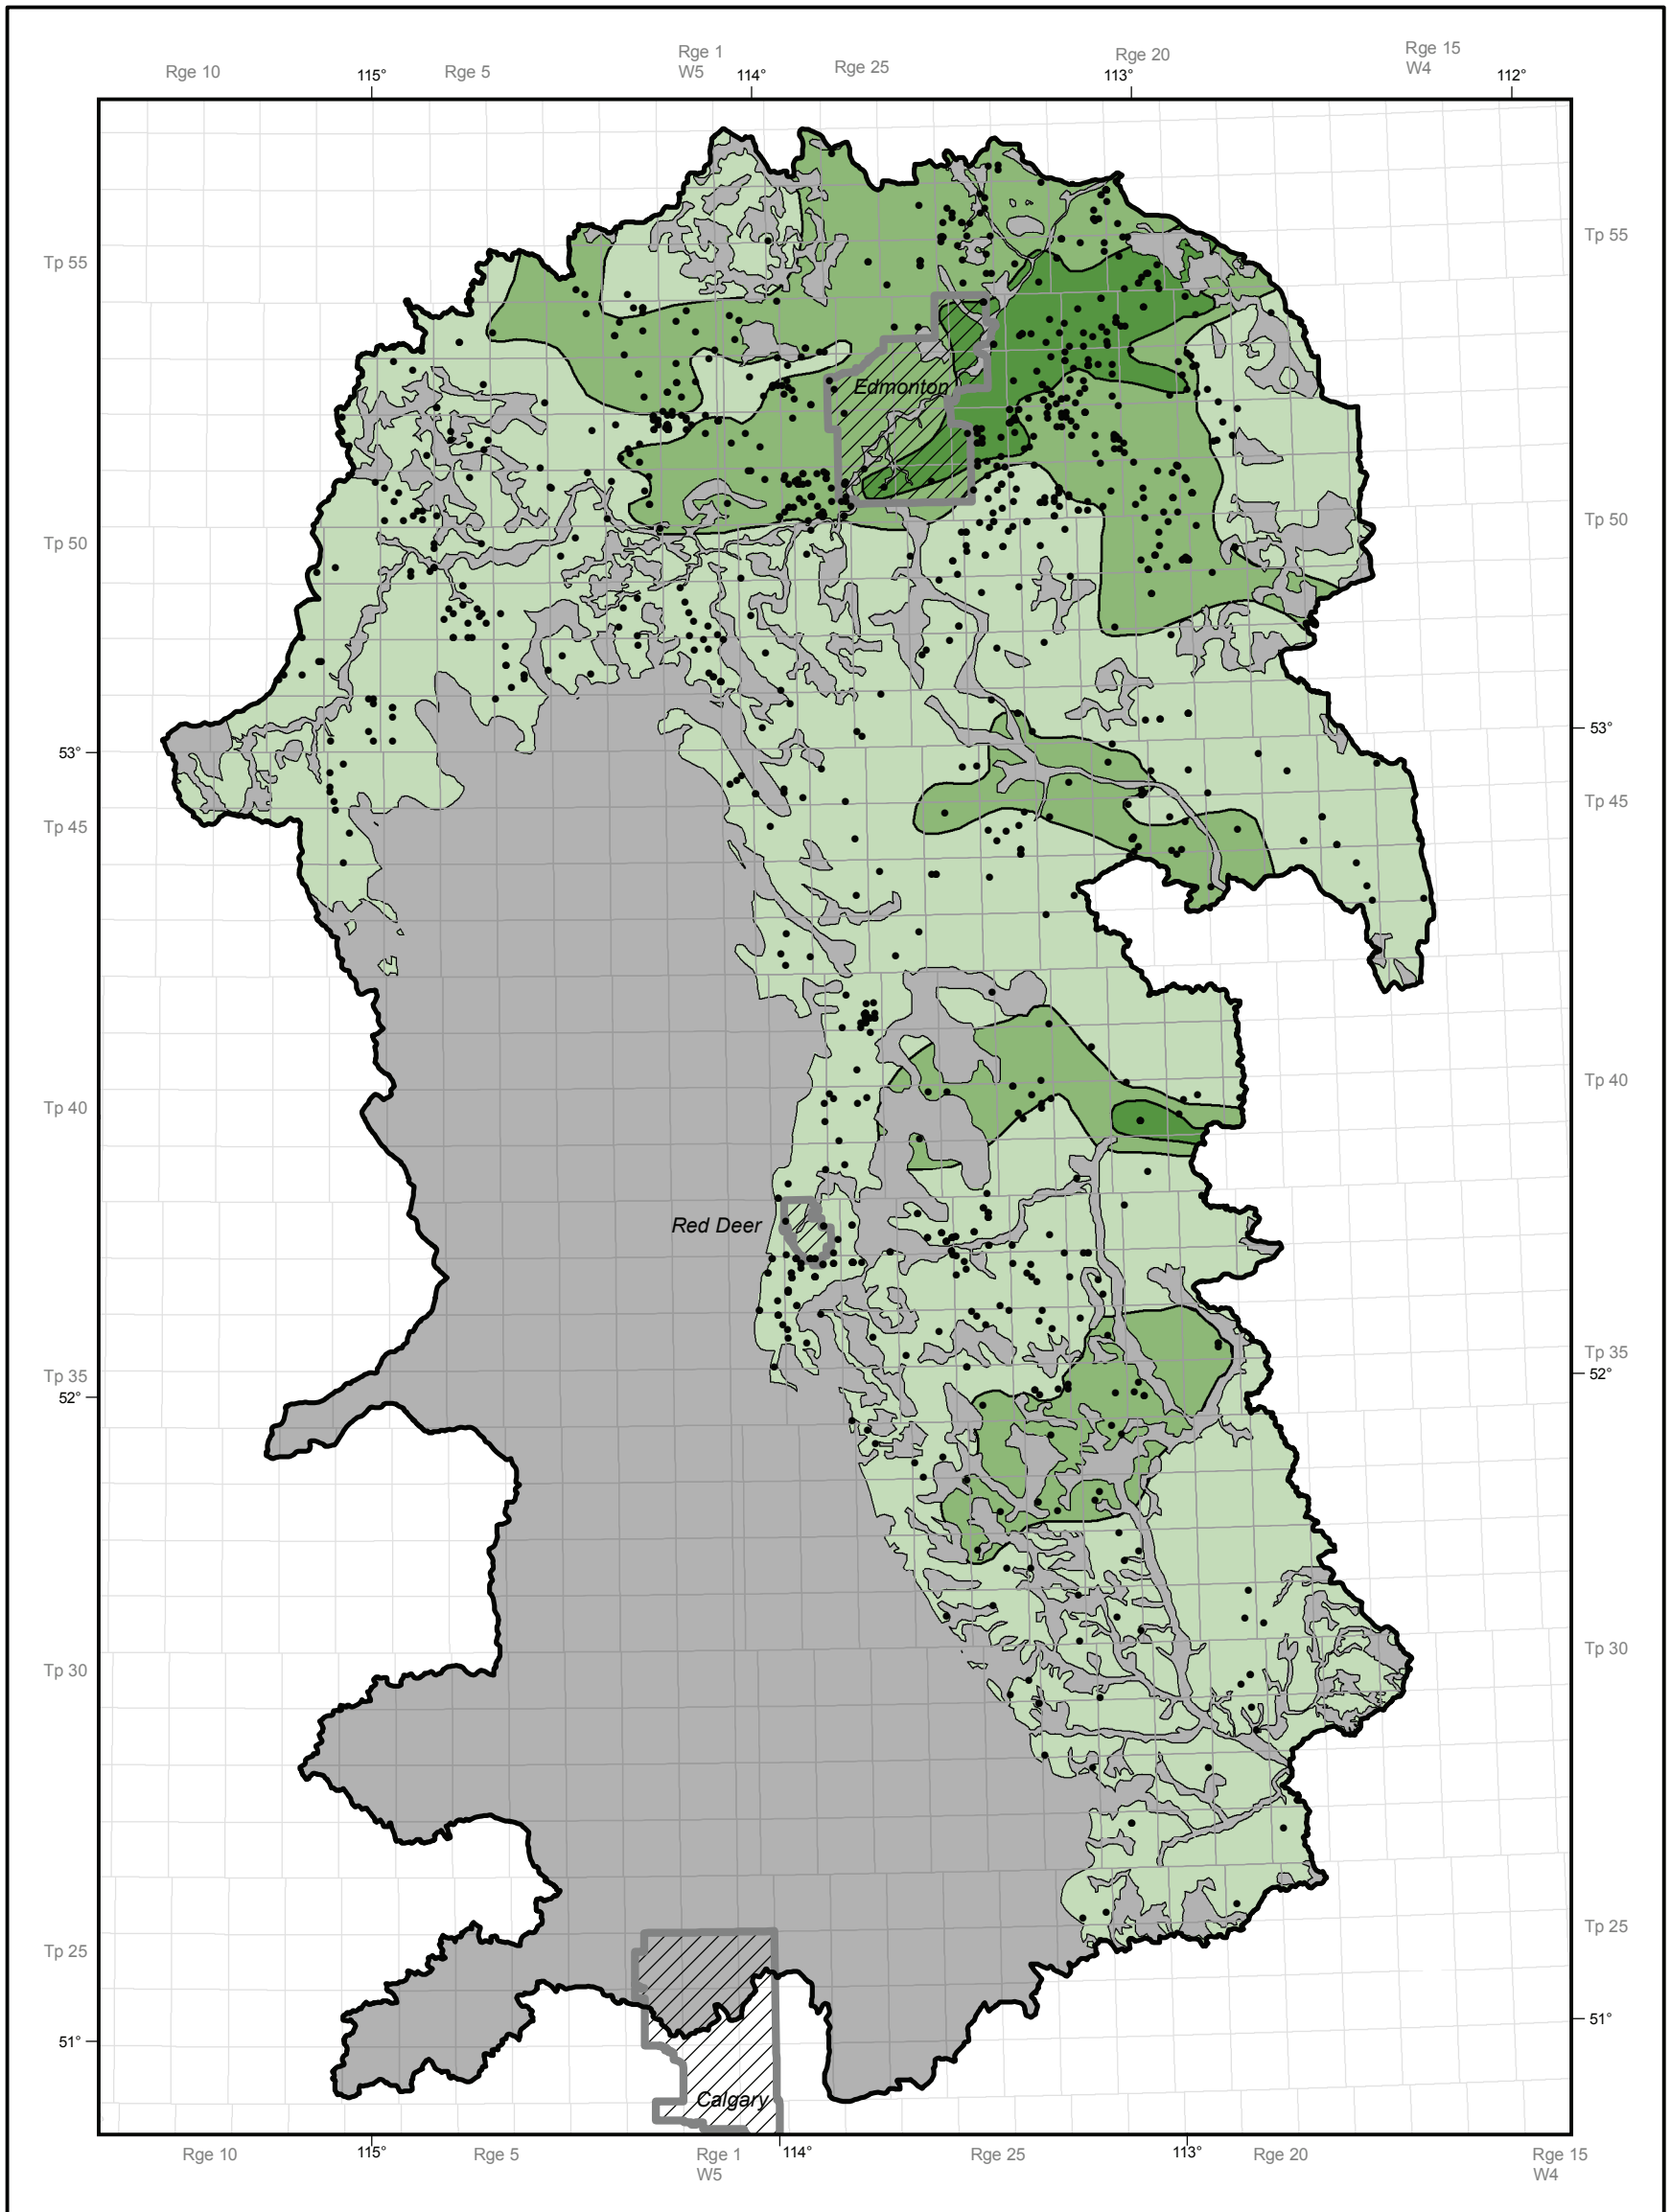 Rge 10
115°
Rge 5
Rge 1
W5
114°
Rge 25
113°
Rge 20
Rge 15
W4
112°
Tp 55
Tp 55
Edmonton
Tp 50
Tp 50
53°
53°
Tp 45
Tp 45
Tp 40
Tp 40
Red Deer
Tp 35
Tp 35
52°
52°
Tp 30
Tp 30
Tp 25
Tp 25
51°
51°
Calgary
Rge 10
115°
Rge 5
Rge 1
W5
114°
Rge 25
113°
Rge 20
Rge 15
W4